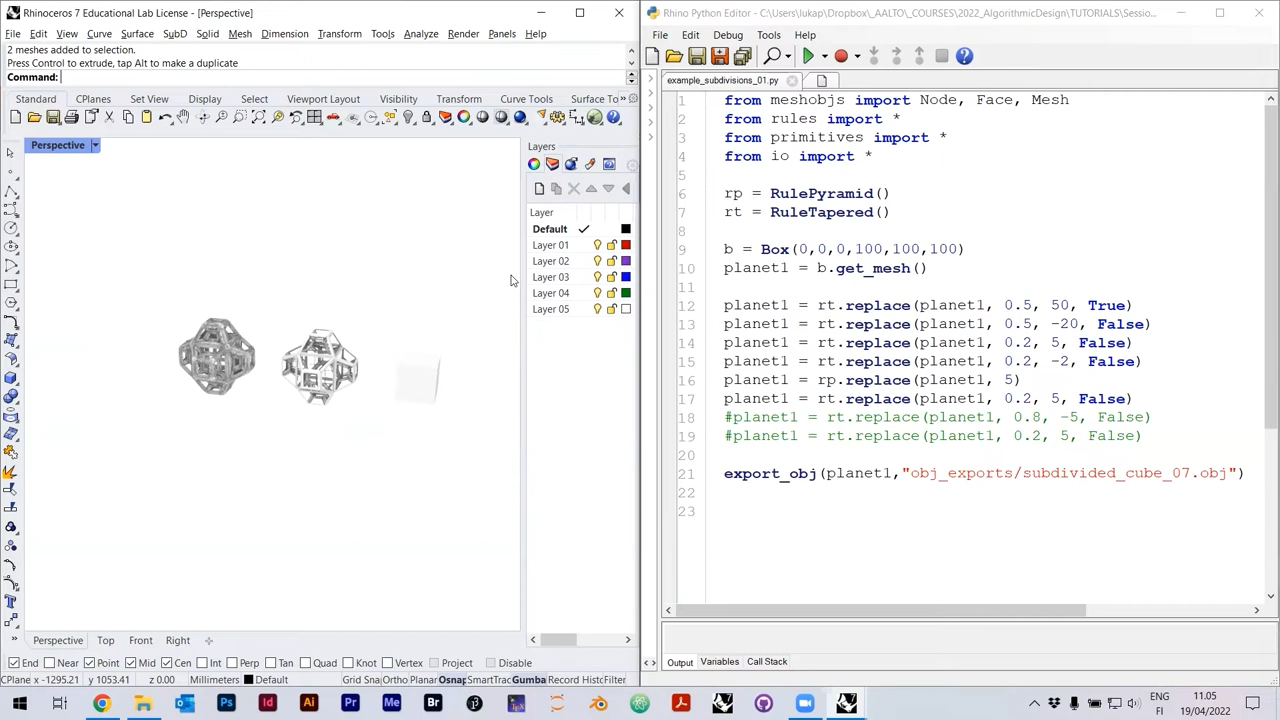 Rhinoceros 7 Educational Lab License - [Perspective]
File Edit View Curve Surface SubD Solid Mesh Dimension Transform Tools Analyze Render Panels Help
2 meshes added to selection.
Press Control to extrude, tap Alt to make a duplicate
Command:
Standard CPlanes Set View Display Select Viewport Layout Visibility Transform Curve Tools Surface To
Perspective
Layers
Layer
Default
Layer 01
Layer 02
Layer 03
Layer 04
Layer 05
Perspective Top Front Right
End Near Point Mid Cen Int Perp Tan Quad Knot Vertex Project Disable
CPlane x -1295.21 y 1053.41 z 0.00 Millimeters Default Grid Sn Ortho Planar Osnap SmartTrac Gumba Record Histc Filter
Rhino Python Editor - C:\Users\lukap\Dropbox\_AALTO\_COURSES\2022_AlgorithmicDesign\TUTORIALS\Sessio...
File Edit Debug Tools Help
example_subdivisions_01.py
1 from meshobjs import Node, Face, Mesh
2 from rules import *
3 from primitives import *
4 from io import *
5
6 rp = RulePyramid()
7 rt = RuleTapered()
8
9 b = Box(0,0,0,100,100,100)
10 planet1 = b.get_mesh()
11
12 planet1 = rt.replace(planet1, 0.5, 50, True)
13 planet1 = rt.replace(planet1, 0.5, -20, False)
14 planet1 = rt.replace(planet1, 0.2, 5, False)
15 planet1 = rt.replace(planet1, 0.2, -2, False)
16 planet1 = rp.replace(planet1, 5)
17 planet1 = rt.replace(planet1, 0.2, 5, False)
18 #planet1 = rt.replace(planet1, 0.8, -5, False)
19 #planet1 = rt.replace(planet1, 0.2, 5, False)
20
21 export_obj(planet1,"obj_exports/subdivided_cube_07.obj")
22
23
Output Variables Call Stack
Ps Id Ai Pr Me Br
ENG
FI
11.05
19/04/2022